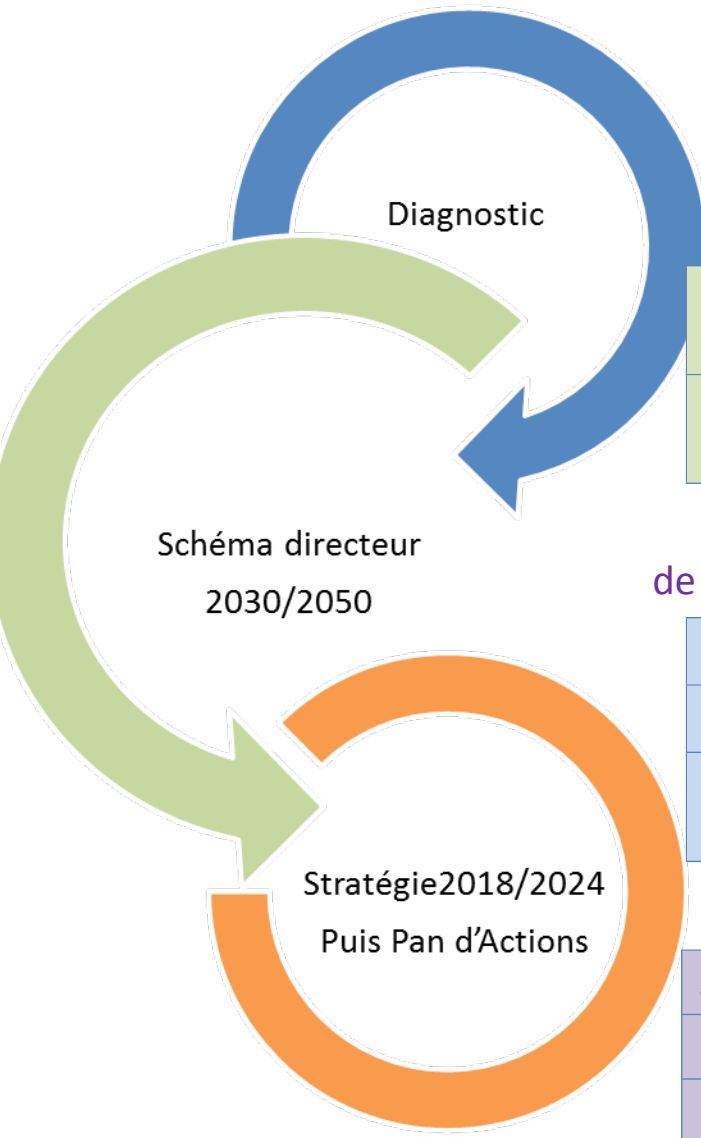 Diagnostic
Schéma directeur
2030/2050
de
Stratégie2018/2024
Puis Pan d’Actions